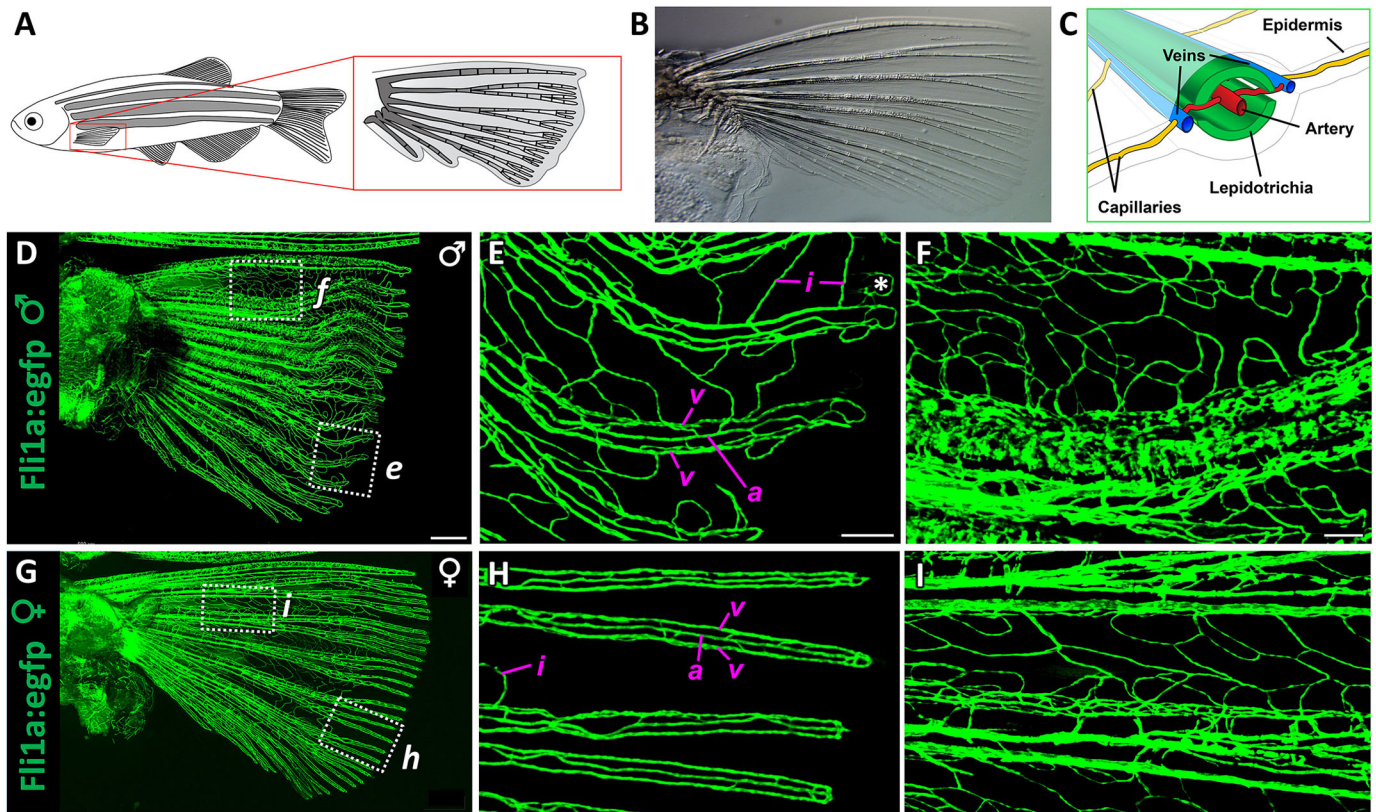 A
B
C
Epidermis
Veins
Artery
Lepidotrichia
Capillaries
Fli1a:egfp ♂
D
♂
f
e
E
i
*
v
a
v
F
Fli1a:egfp ♀
G
♀
i
h
H
v
a
v
i
I